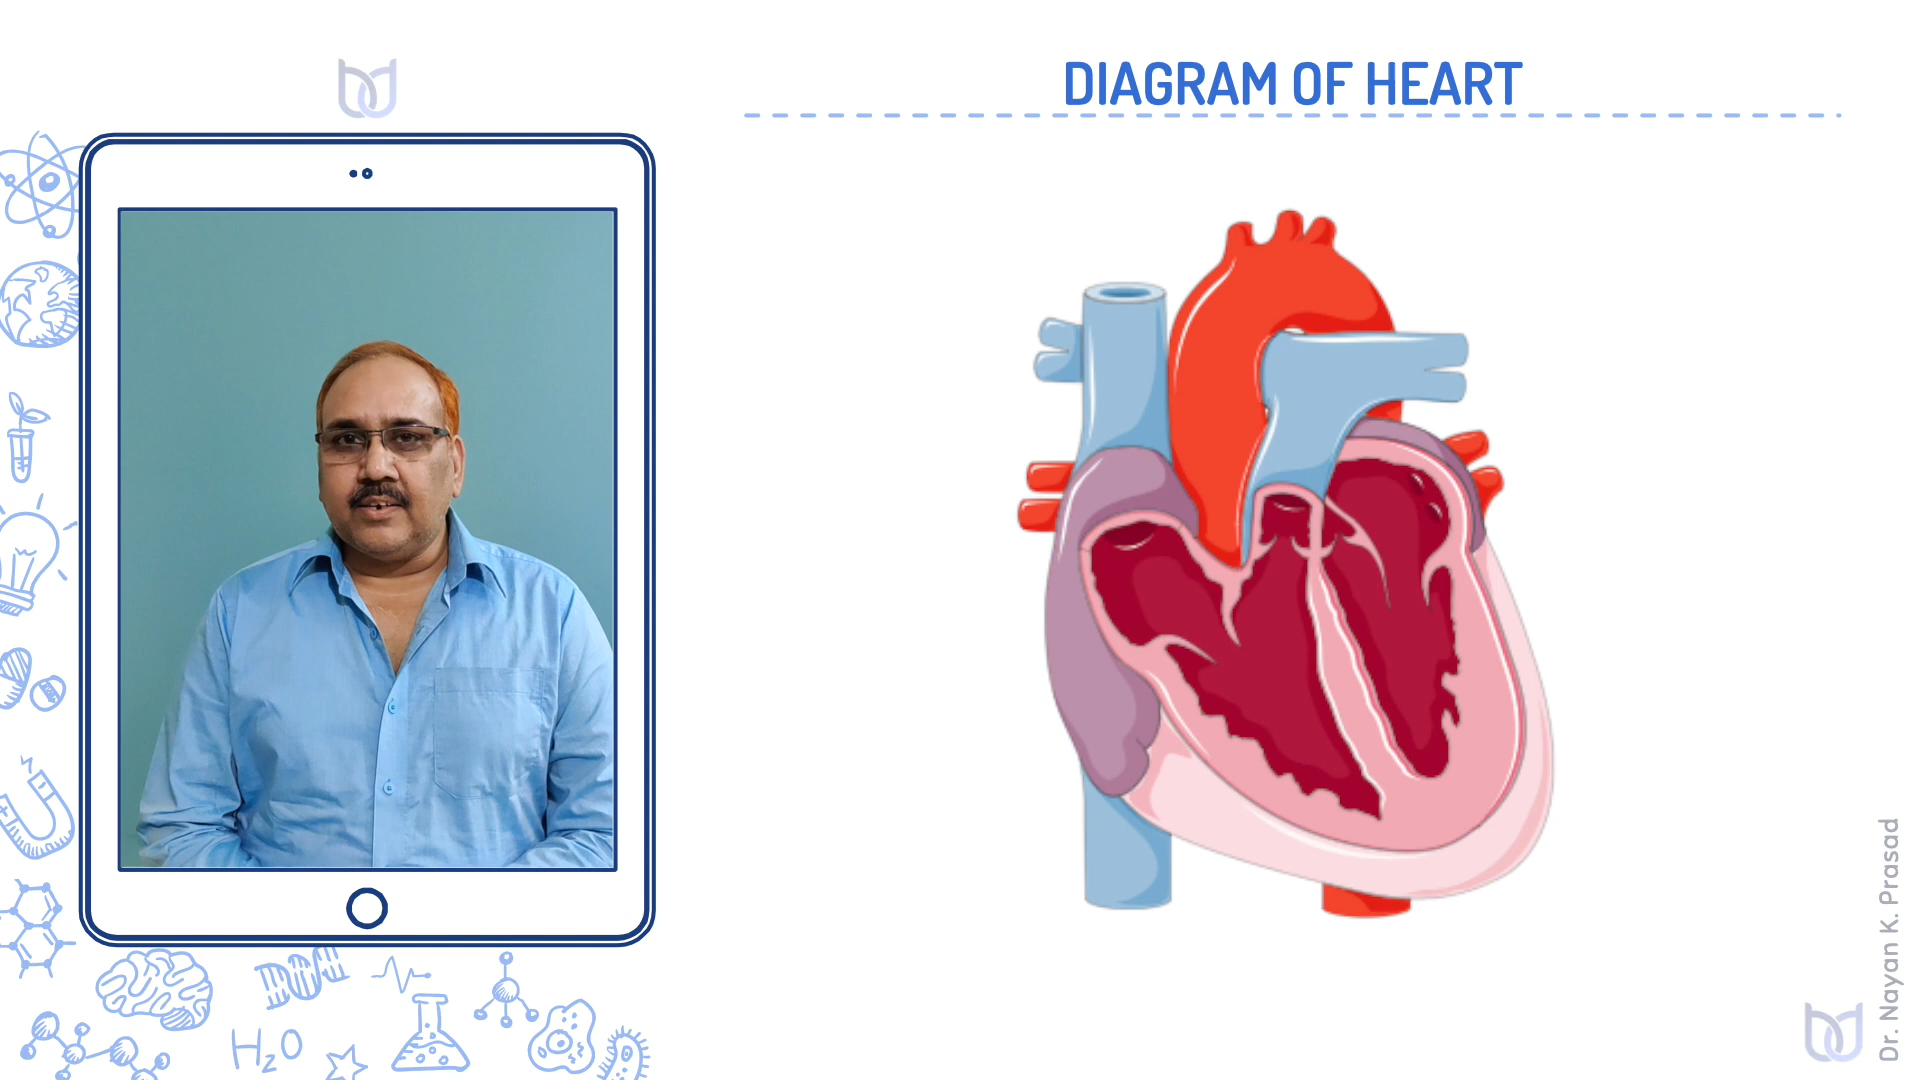 DIAGRAM OF HEART
H₂O
Dr. Nayan K. Prasad